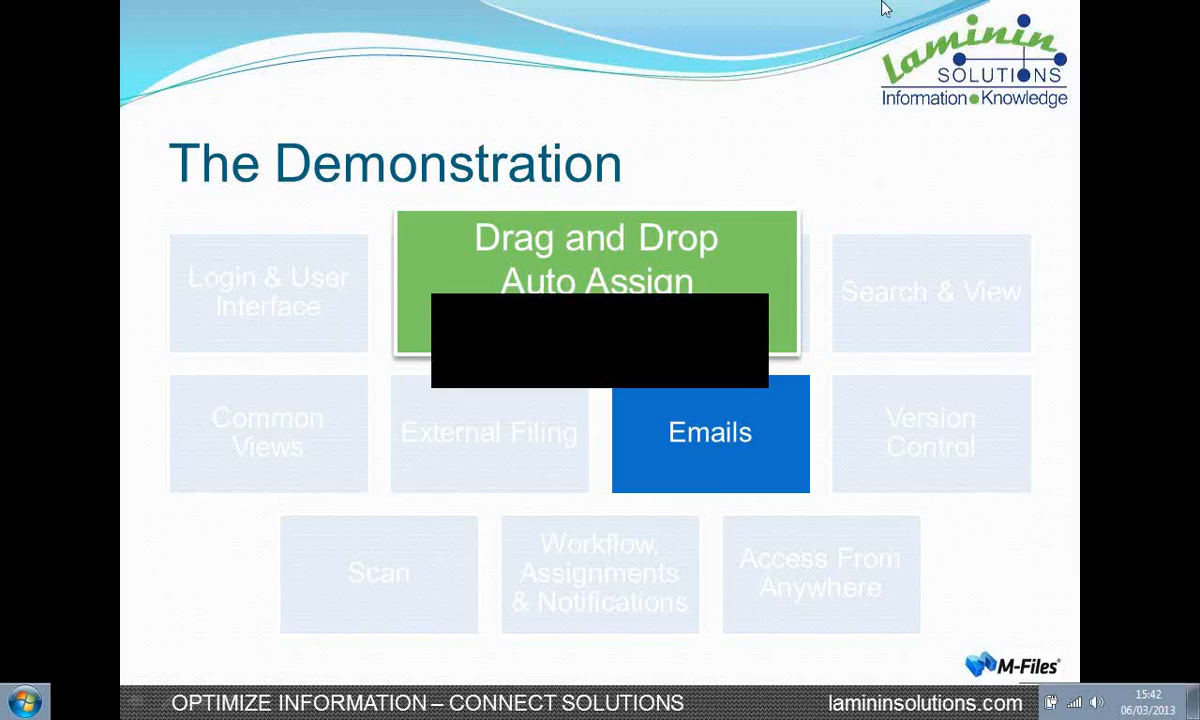 Laminin
SOLUTIONS
Information Knowledge
The Demonstration
Drag and Drop
Auto Assign
Login & User
Interface
Search & View
Common
Views
External Filing
Emails
Version
Control
Scan
Workflow,
Assignments
& Notifications
Access From
Anywhere
M-Files®
OPTIMIZE INFORMATION – CONNECT SOLUTIONS
lamininsolutions.com
15:42
06/03/2013